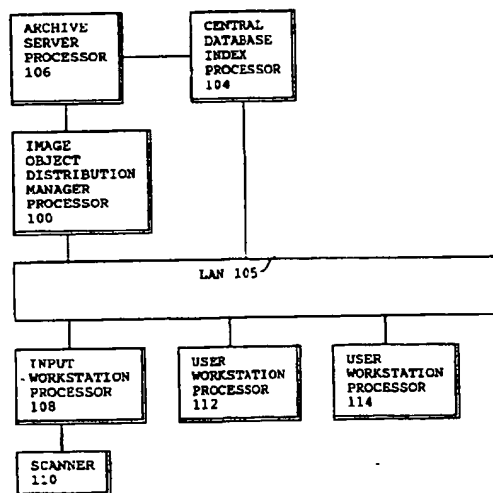 ARCHIVE
SERVER
PROCESSOR
106
CENTRAL
DATABASE
INDEX
PROCESSOR
104
IMAGE
OBJECT
DISTRIBUTION
MANAGER
PROCESSOR
100
LAN 105
INPUT
WORKSTATION
PROCESSOR
108
USER
WORKSTATION
PROCESSOR
112
USER
WORKSTATION
PROCESSOR
114
SCANNER
110